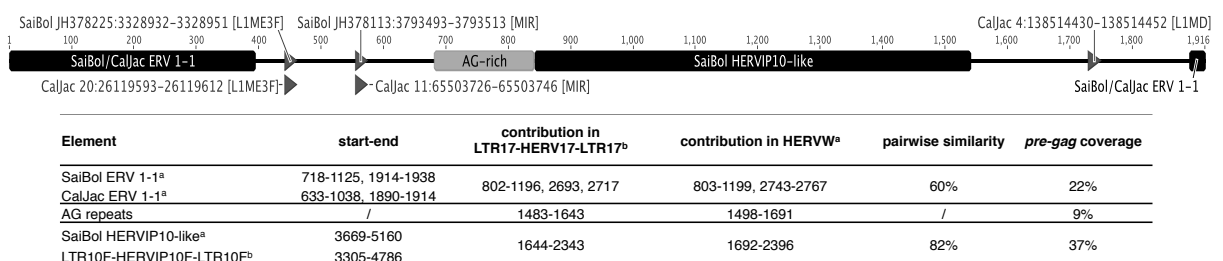 SaiBol JH378225:3328932-3328951 [L1ME3F] SaiBol JH378113:3793493-3793513 [MIR] CalJac 4:138514430-138514452 [L1MD]
1 100 200 300 400 500 600 700 800 900 1,000 1,100 1,200 1,300 1,400 1,500 1,600 1,700 1,800 1,916
SaiBol/CalJac ERV 1-1 AG-rich SaiBol HERVIP10-like
CalJac 20:26119593-26119612 [L1ME3F] CalJac 11:65503726-65503746 [MIR] SaiBol/CalJac ERV 1-1
Element start-end contribution in LTR17-HERV17-LTR17b contribution in HERVWa pairwise similarity pre-gag coverage
SaiBol ERV 1-1a 718-1125, 1914-1938
802-1196, 2693, 2717 803-1199, 2743-2767 60% 22%
CalJac ERV 1-1a 633-1038, 1890-1914
AG repeats / 1483-1643 1498-1691 / 9%
SaiBol HERVIP10-likea 3669-5160
1644-2343 1692-2396 82% 37%
LTR10F-HERVIP10F-LTR10Fb 3305-4786